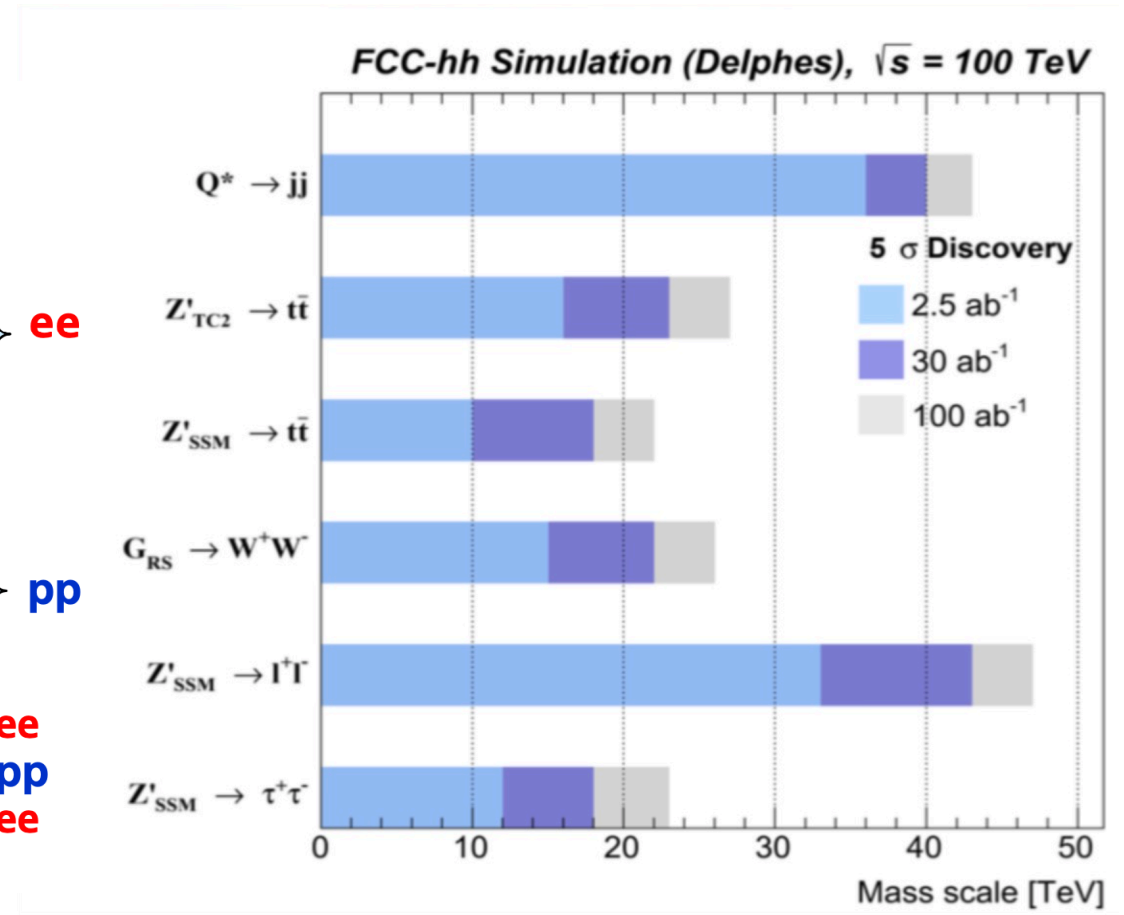 FCC-hh Simulation (Delphes), √s = 100 TeV
Q* → jj
5 σ Discovery
2.5 ab⁻¹
30 ab⁻¹
100 ab⁻¹
Z'TC2 → tt̄
ee
Z'SSM → tt̄
GRS → W⁺W⁻
pp
Z'SSM → l⁺l⁻
ee
pp
ee
Z'SSM → τ⁺τ⁻
0 10 20 30 40 50
Mass scale [TeV]